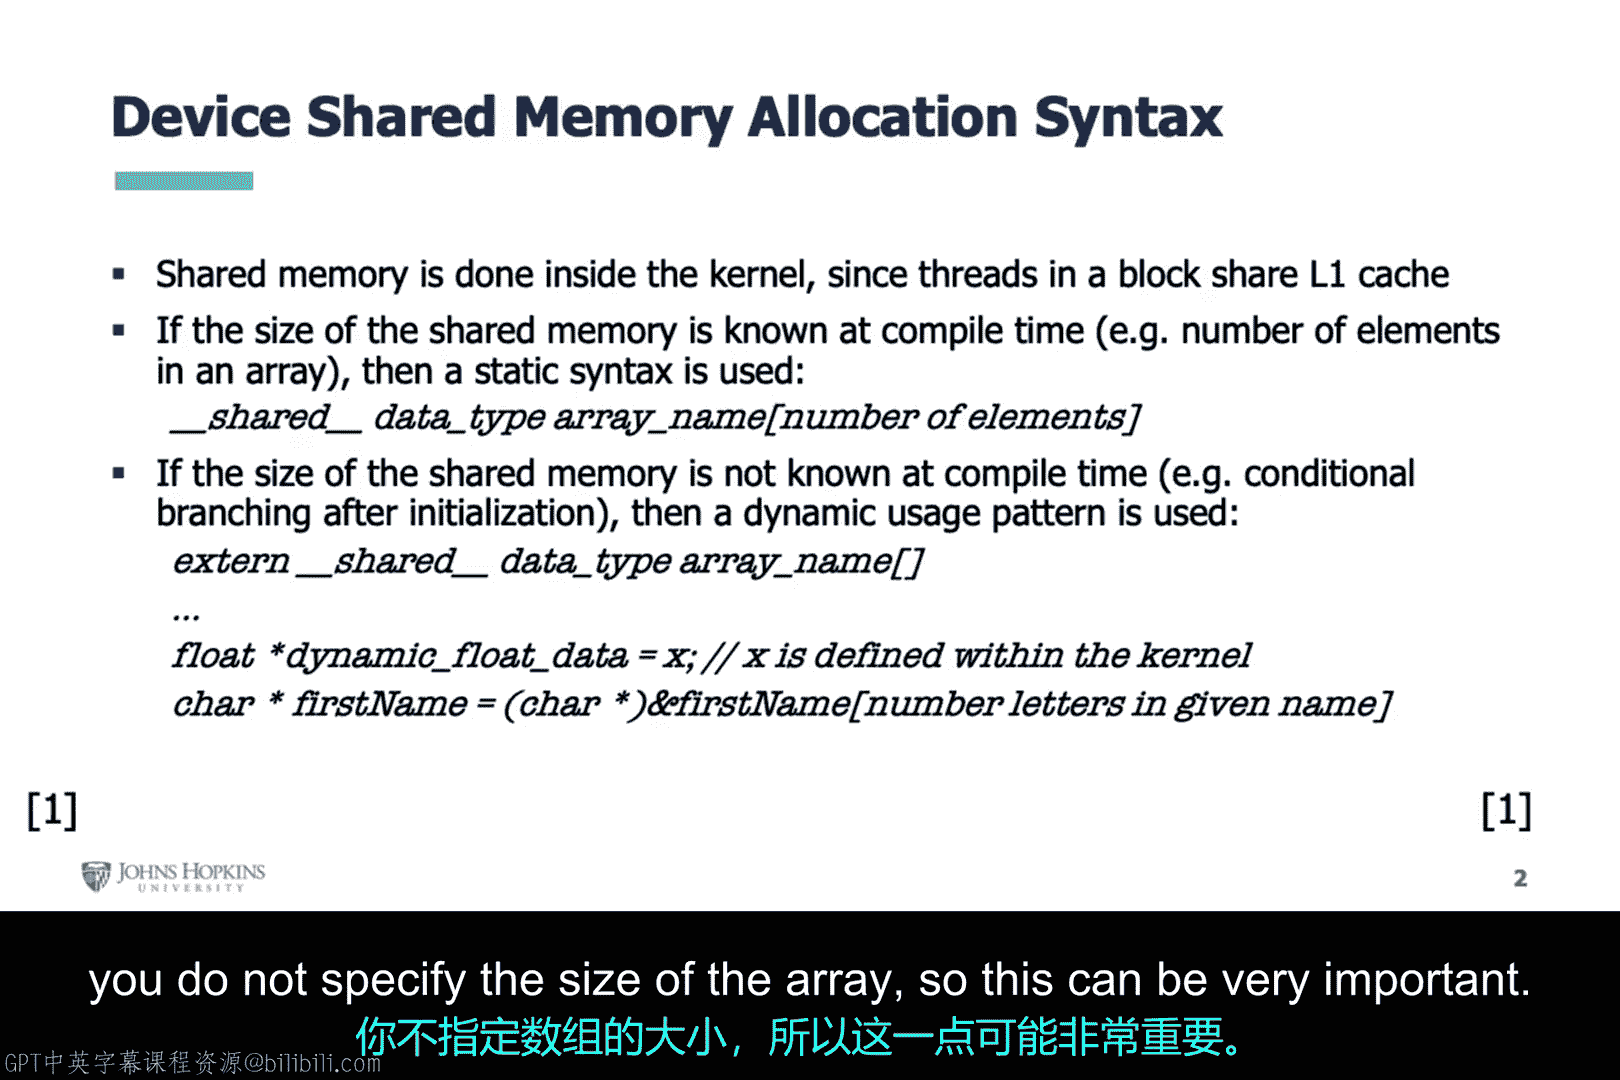 Device Shared Memory Allocation Syntax
▪ Shared memory is done inside the kernel, since threads in a block share L1 cache
▪ If the size of the shared memory is known at compile time (e.g. number of elements
in an array), then a static syntax is used:
__shared__ data_type array_name[number of elements]
▪ If the size of the shared memory is not known at compile time (e.g. conditional
branching after initialization), then a dynamic usage pattern is used:
extern __shared__ data_type array_name[]
...
float *dynamic_float_data = x; // x is defined within the kernel
char * firstName = (char *)&firstName[number letters in given name]
[1]
[1]
JOHNS HOPKINS
UNIVERSITY
2
you do not specify the size of the array, so this can be very important.
你不指定数组的大小，所以这一点可能非常重要。
GPT中英字幕课程资源@bilibili.com